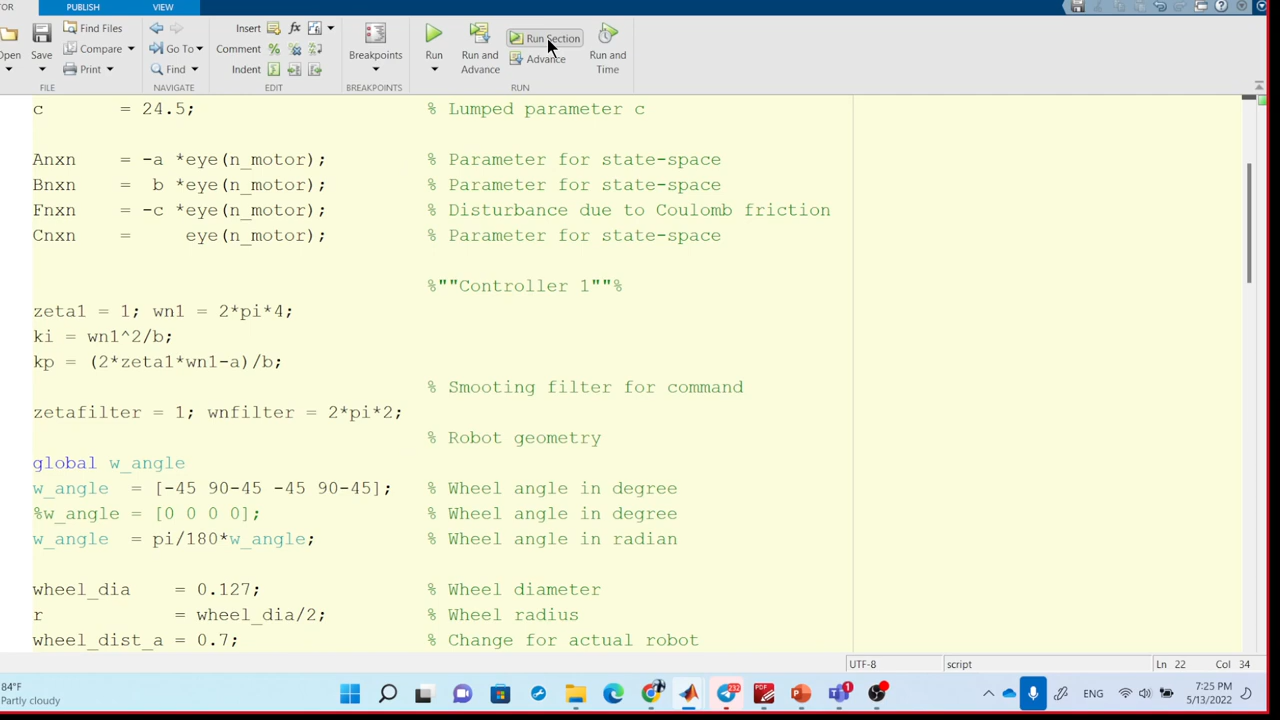 TOR PUBLISH VIEW
Find Files Insert fx Run Section
Compare Go To Comment % Advance
Open Save Print Find Indent Breakpoints Run Run and Advance Run and Time
FILE NAVIGATE EDIT BREAKPOINTS RUN
c = 24.5; % Lumped parameter c
Anxn = -a *eye(n_motor); % Parameter for state-space
Bnxn = b *eye(n_motor); % Parameter for state-space
Fnxn = -c *eye(n_motor); % Disturbance due to Coulomb friction
Cnxn = eye(n_motor); % Parameter for state-space
%""Controller 1""%
zeta1 = 1; wn1 = 2*pi*4;
ki = wn1^2/b;
kp = (2*zeta1*wn1-a)/b;
% Smooting filter for command
zetafilter = 1; wnfilter = 2*pi*2;
% Robot geometry
global w_angle
w_angle = [-45 90-45 -45 90-45]; % Wheel angle in degree
%w_angle = [0 0 0 0]; % Wheel angle in degree
w_angle = pi/180*w_angle; % Wheel angle in radian
wheel_dia = 0.127; % Wheel diameter
r = wheel_dia/2; % Wheel radius
wheel_dist_a = 0.7; % Change for actual robot
UTF-8 script Ln 22 Col 34
84°F
Partly cloudy
232
PDF
1
ENG
7:25 PM
5/13/2022